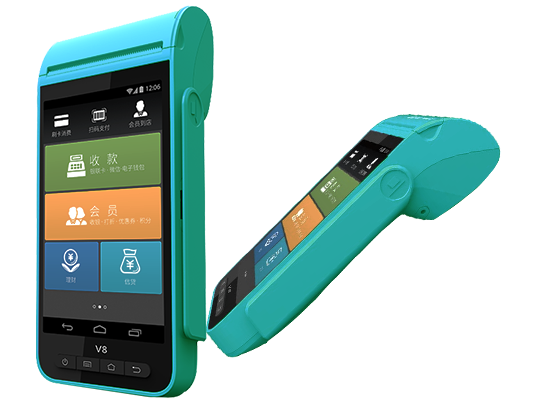 12:06
刷卡消费
扫码支付
会员到店
收 款
银联卡·微信·电子钱包
会 员
收银·打折·优惠券·积分
理财
信贷
V8